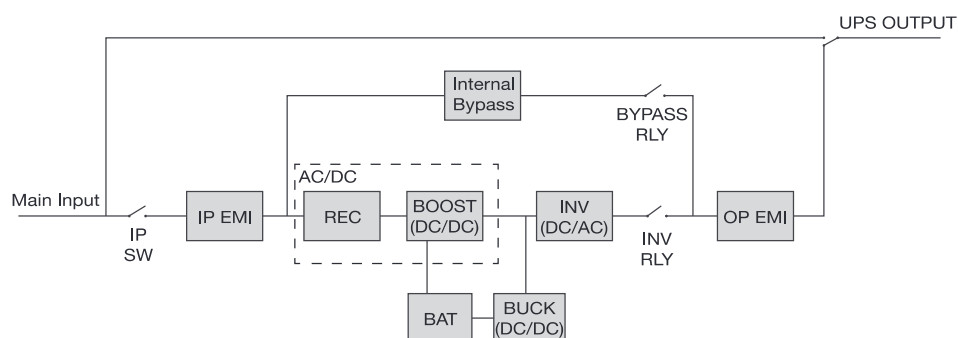 UPS OUTPUT
Internal
Bypass
BYPASS
RLY
AC/DC
Main Input
IP
SW
IP EMI
REC
BOOST
(DC/DC)
INV
(DC/AC)
INV
RLY
OP EMI
BAT
BUCK
(DC/DC)